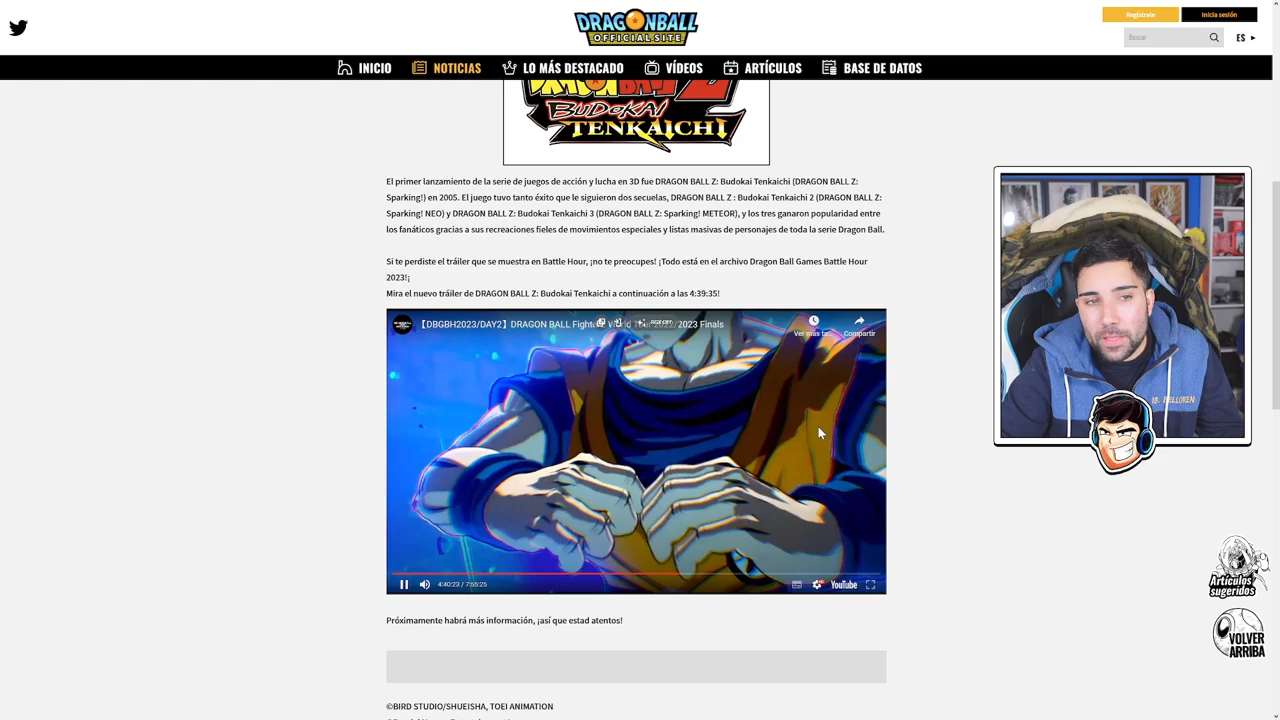 DRAGONBALL
OFFICIAL SITE
Regístrate
Inicia sesión
Buscar
ES ►
INICIO
NOTICIAS
LO MÁS DESTACADO
VÍDEOS
ARTÍCULOS
BASE DE DATOS
BUDOKAI
TENKAICHI
El primer lanzamiento de la serie de juegos de acción y lucha en 3D fue DRAGON BALL Z: Budokai Tenkaichi (DRAGON BALL Z:
Sparking!) en 2005. El juego tuvo tanto éxito que le siguieron dos secuelas, DRAGON BALL Z : Budokai Tenkaichi 2 (DRAGON BALL Z:
Sparking! NEO) y DRAGON BALL Z: Budokai Tenkaichi 3 (DRAGON BALL Z: Sparking! METEOR), y los tres ganaron popularidad entre
los fanáticos gracias a sus recreaciones fieles de movimientos especiales y listas masivas de personajes de toda la serie Dragon Ball.
Si te perdiste el tráiler que se muestra en Battle Hour, ¡no te preocupes! ¡Todo está en el archivo Dragon Ball Games Battle Hour
2023!¡
Mira el nuevo tráiler de DRAGON BALL Z: Budokai Tenkaichi a continuación a las 4:39:35!
【DBGBH2023/DAY2】DRAGON BALL 2023 Finals
Ver más
Compartir
4:40:23 / 7:55:25
YouTube
Próximamente habrá más información, ¡así que estad atentos!
©BIRD STUDIO/SHUEISHA, TOEI ANIMATION
Artículos
sugeridos
VOLVER
ARRIBA